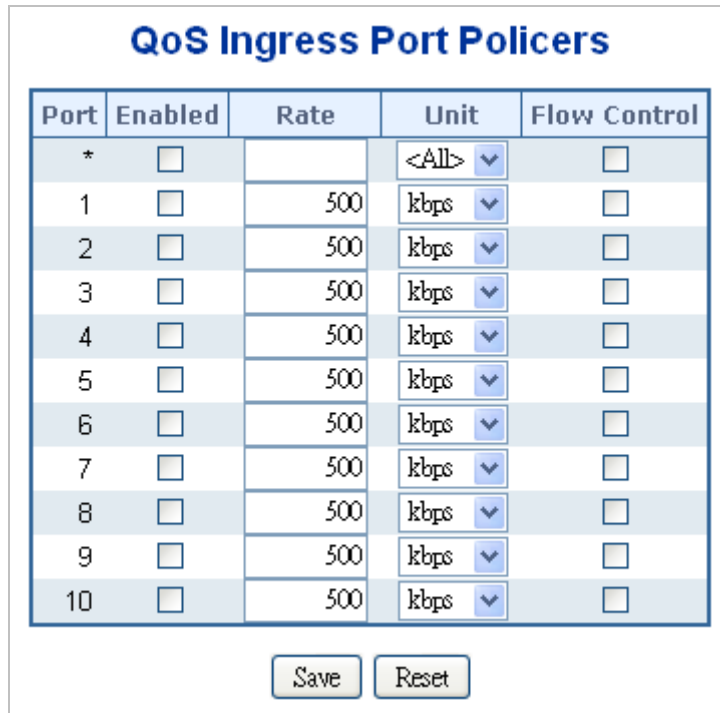 QoS Ingress Port Policers
Port Enabled Rate Unit Flow Control
* <All>
1 500 kbps
2 500 kbps
3 500 kbps
4 500 kbps
5 500 kbps
6 500 kbps
7 500 kbps
8 500 kbps
9 500 kbps
10 500 kbps
Save Reset